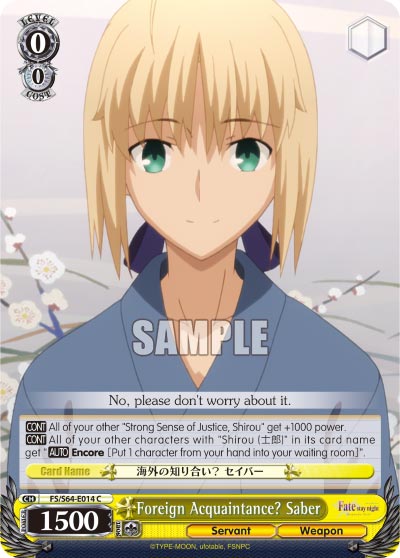 LEVEL
0
0
COST
SAMPLE
No, please don't worry about it.
CONT All of your other "Strong Sense of Justice, Shirou" get +1000 power.
CONT All of your other characters with "Shirou (士郎)" in its card name
get " AUTO Encore [Put 1 character from your hand into your waiting room]".
Card Name 海外の知り合い? セイバー
CH FS/S64-E014 C
Foreign Acquaintance? Saber
POWER 1500
Servant Weapon
Fate/stay night
©TYPE-MOON, ufotable, FSNPC